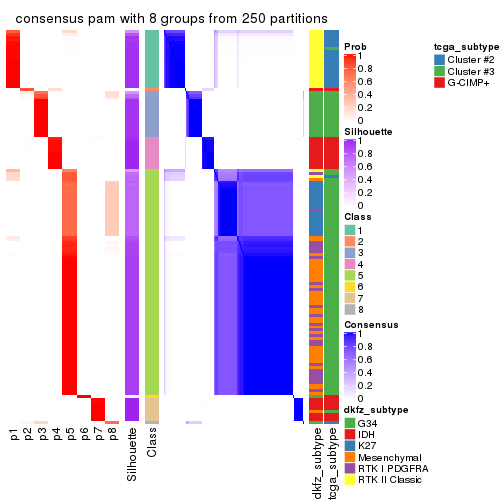 consensus pam with 8 groups from 250 partitions
p1
p2
p3
p4
p5
p6
p7
p8
Silhouette
Class
dkfz_subtype
tcga_subtype
Prob
1
0.8
0.6
0.4
0.2
0
Silhouette
1
0.8
0.6
0.4
0.2
0
Class
1
2
3
4
5
6
7
8
Consensus
1
0.8
0.6
0.4
0.2
0
dkfz_subtype
G34
IDH
K27
Mesenchymal
RTK I PDGFRA
RTK II Classic
tcga_subtype
Cluster #2
Cluster #3
G-CIMP+